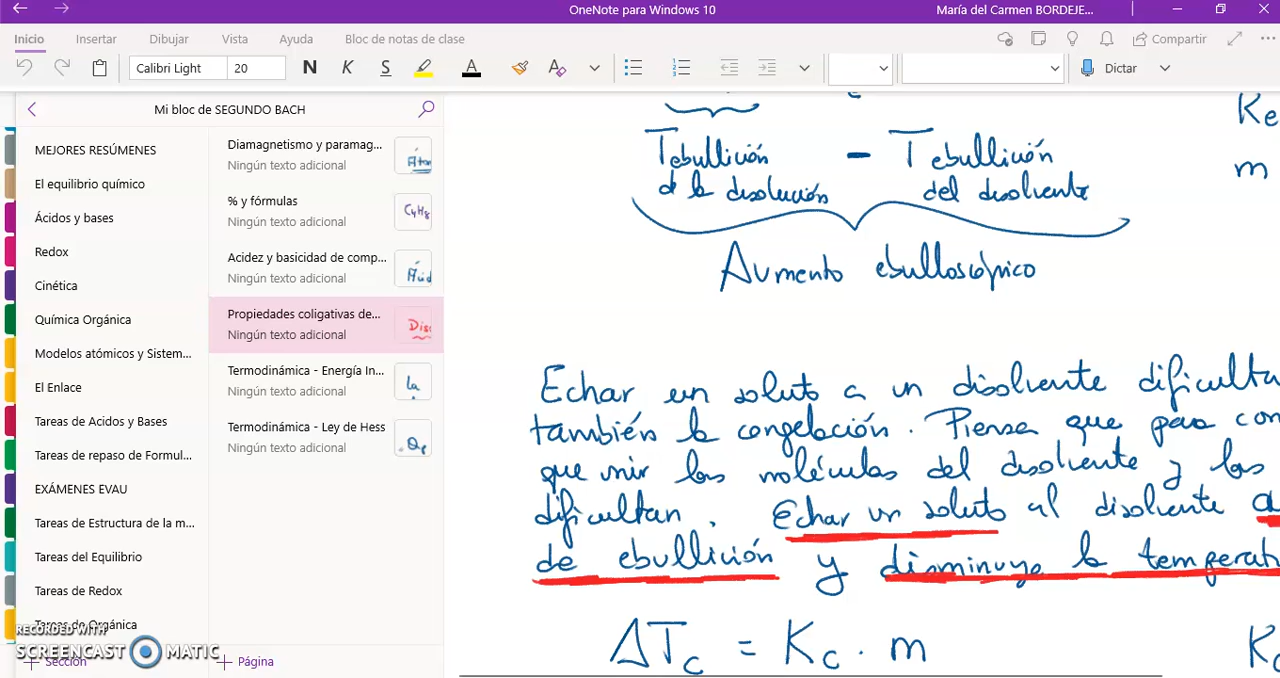 OneNote para Windows 10
María del Carmen BORDEJE...
Inicio
Insertar
Dibujar
Vista
Ayuda
Bloc de notas de clase
Compartir
Calibri Light
20
N
K
S
A
A
Dictar
Mi bloc de SEGUNDO BACH
MEJORES RESÚMENES
El equilibrio químico
Ácidos y bases
Redox
Cinética
Química Orgánica
Modelos atómicos y Sistem...
El Enlace
Tareas de Acidos y Bases
Tareas de repaso de Formul...
EXÁMENES EVAU
Tareas de Estructura de la m...
Tareas del Equilibrio
Tareas de Redox
Tareas de Orgánica
Sección
Diamagnetismo y paramag...
Ningún texto adicional
% y fórmulas
Ningún texto adicional
C4H8
Acidez y basicidad de comp...
Ningún texto adicional
Propiedades coligativas de...
Ningún texto adicional
Termodinámica - Energía In...
Ningún texto adicional
La
Termodinámica - Ley de Hess
Ningún texto adicional
Página
RECORDED WITH
SCREENCAST MATIC
Ke
Tebullición - Tebullición
m
de la disolución del disolvente
Aumento ebulloscópico
Echar un soluto a un disolvente dificulta
también la congelación. Piensa que para con
que unir las moléculas del disolvente y las
dificultan. Echar un soluto al disolvente a
de ebullición y disminuye la temperat
ΔTc = Kc · m
Kc